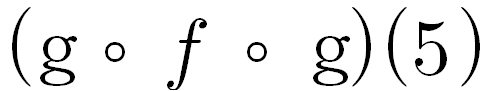 (g ∘ f ∘ g)(5)